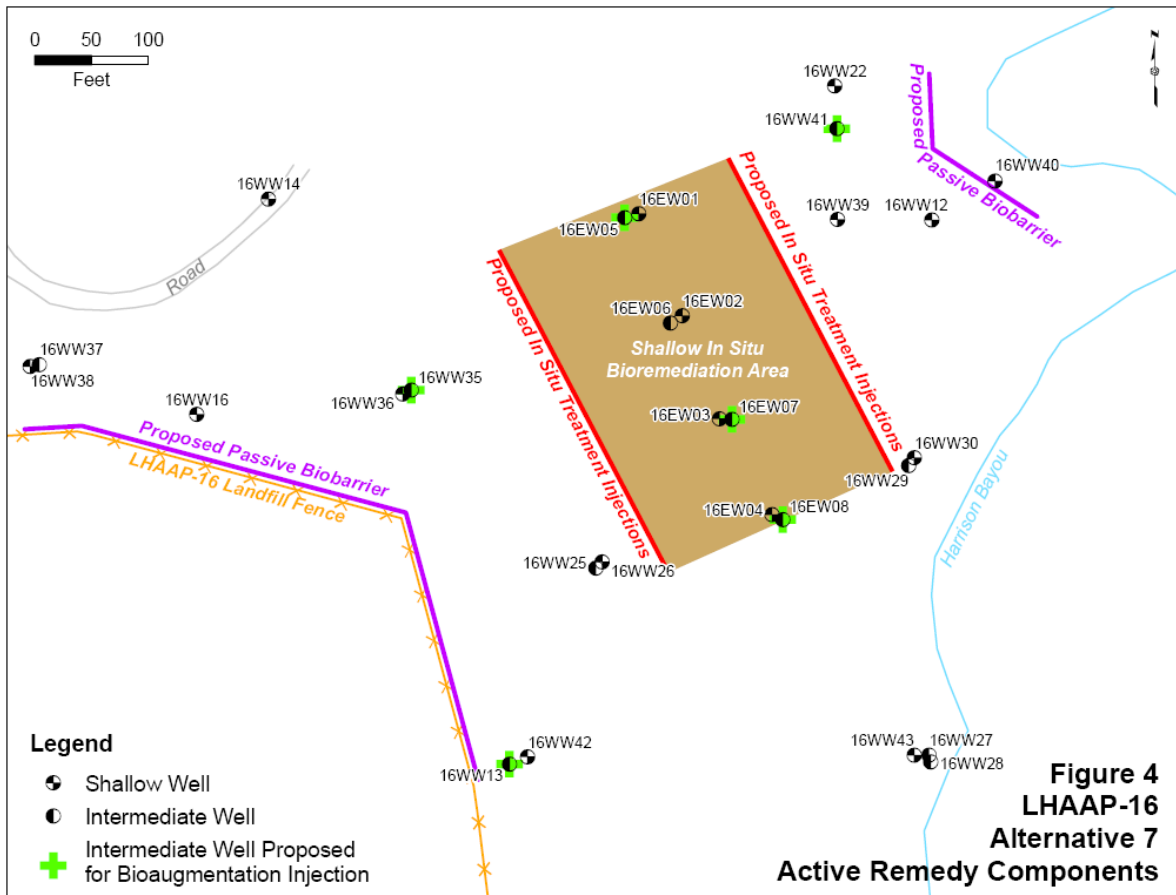 0 50 100
Feet
16WW22
16WW41
Proposed Passive Biobarrier
16WW40
16WW14
16WW39
16WW12
Road
16EW01
16EW05
Proposed In Situ Treatment Injections
Proposed In Situ Treatment Injections
16EW06
16EW02
Shallow In Situ
Bioremediation Area
16WW37
16WW38
16WW16
16WW35
16WW36
16EW03
16EW07
Proposed Passive Biobarrier
LHAAP-16 Landfill Fence
16WW30
16WW29
16EW04
16EW08
Harrison Bayou
16WW25
16WW26
16WW42
16WW13
16WW43
16WW27
16WW28
Legend
Shallow Well
Intermediate Well
Intermediate Well Proposed
for Bioaugmentation Injection
Figure 4
LHAAP-16
Alternative 7
Active Remedy Components